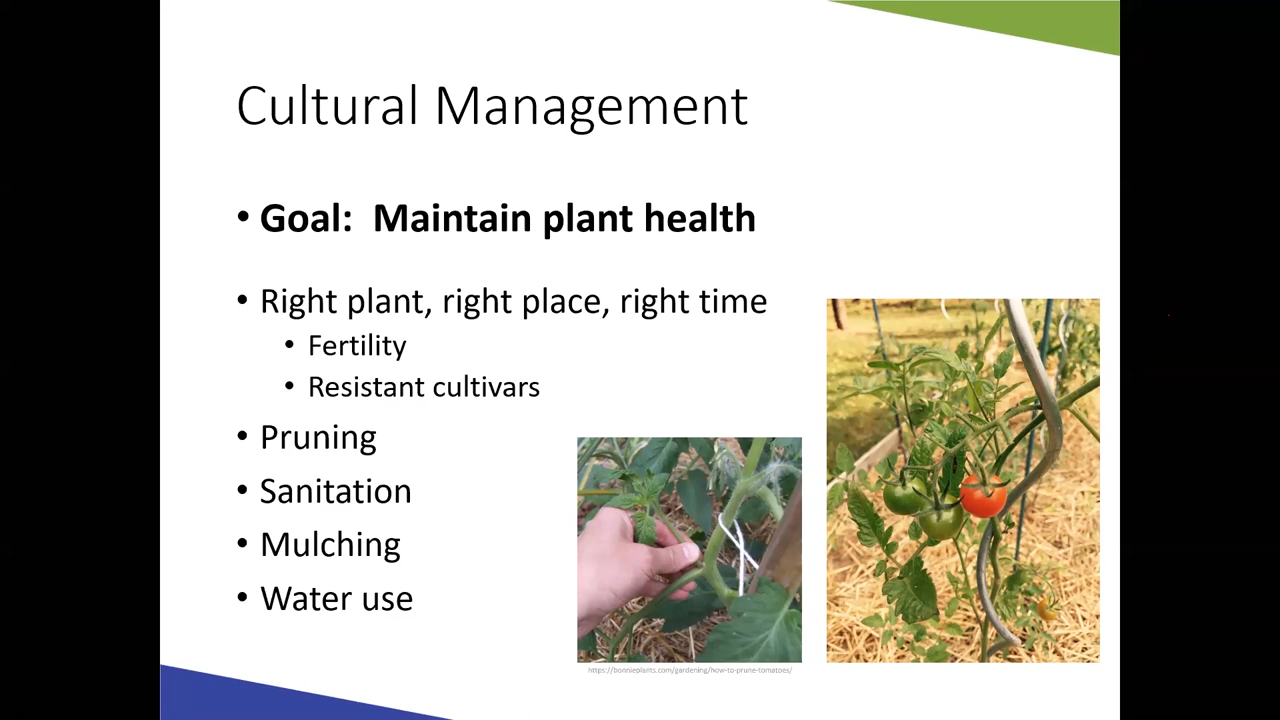 Cultural Management
• Goal: Maintain plant health
• Right plant, right place, right time
• Fertility
• Resistant cultivars
• Pruning
• Sanitation
• Mulching
• Water use
https://bonnieplants.com/gardening/how-to-prune-tomatoes/